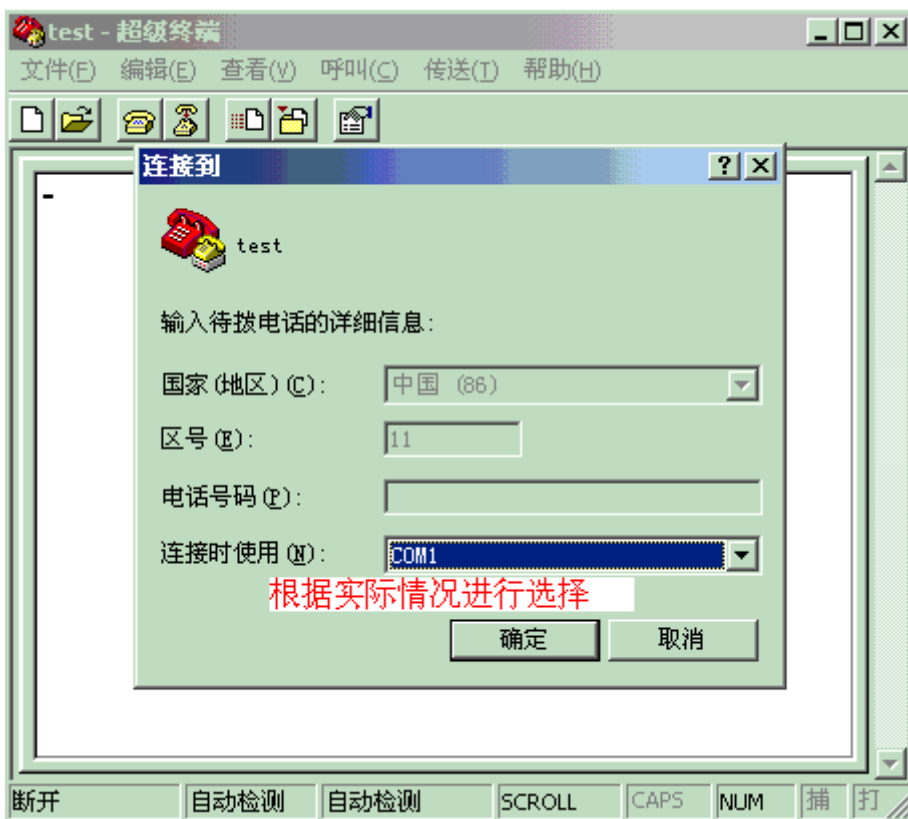 test - 超级终端
文件(F) 编辑(E) 查看(V) 呼叫(C) 传送(T) 帮助(H)
连接到
test
输入待拨电话的详细信息:
国家(地区)(C): 中国 (86)
区号(E): 11
电话号码(P):
连接时使用(N): COM1
根据实际情况进行选择
确定 取消
断开 自动检测 自动检测 SCROLL CAPS NUM 捕 打